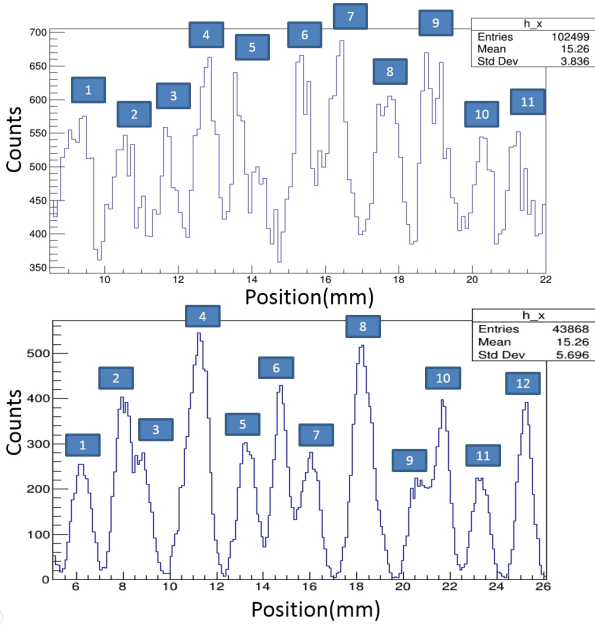 h_x
Entries 102499
Mean 15.26
Std Dev 3.836
Counts
700
650
600
550
500
450
400
350
1
2
3
4
5
6
7
8
9
10
11
10 12 14 16 18 20 22
Position(mm)
h_x
Entries 43868
Mean 15.26
Std Dev 5.696
Counts
500
400
300
200
100
0
1
2
3
4
5
6
7
8
9
10
11
12
6 8 10 12 14 16 18 20 22 24 26
Position(mm)